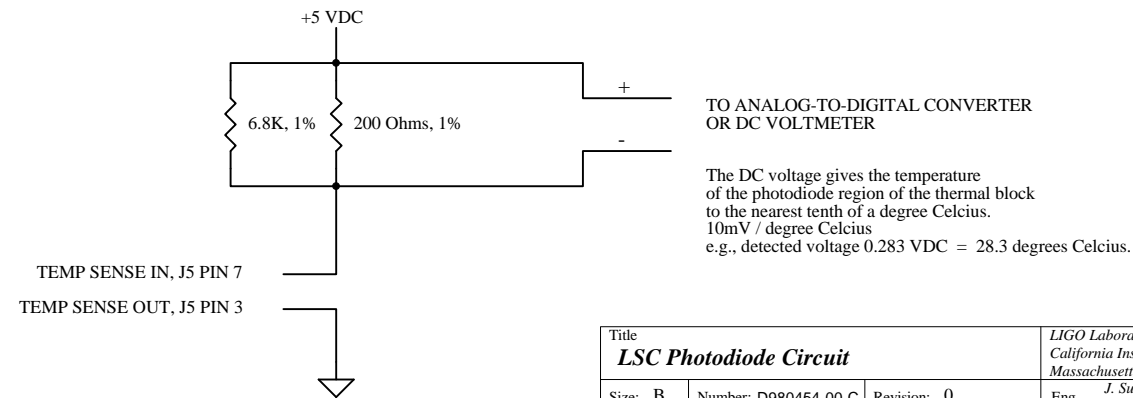 +5 VDC
6.8K, 1%
200 Ohms, 1%
+
-
TO ANALOG-TO-DIGITAL CONVERTER
OR DC VOLTMETER
The DC voltage gives the temperature
of the photodiode region of the thermal block
to the nearest tenth of a degree Celcius.
10mV / degree Celcius
e.g., detected voltage 0.283 VDC = 28.3 degrees Celcius.
TEMP SENSE IN, J5 PIN 7
TEMP SENSE OUT, J5 PIN 3
Title
LSC Photodiode Circuit
LIGO
California
Massachusett
Size: B
Number: D980454-00-C
Revision: 0
Eng
J.